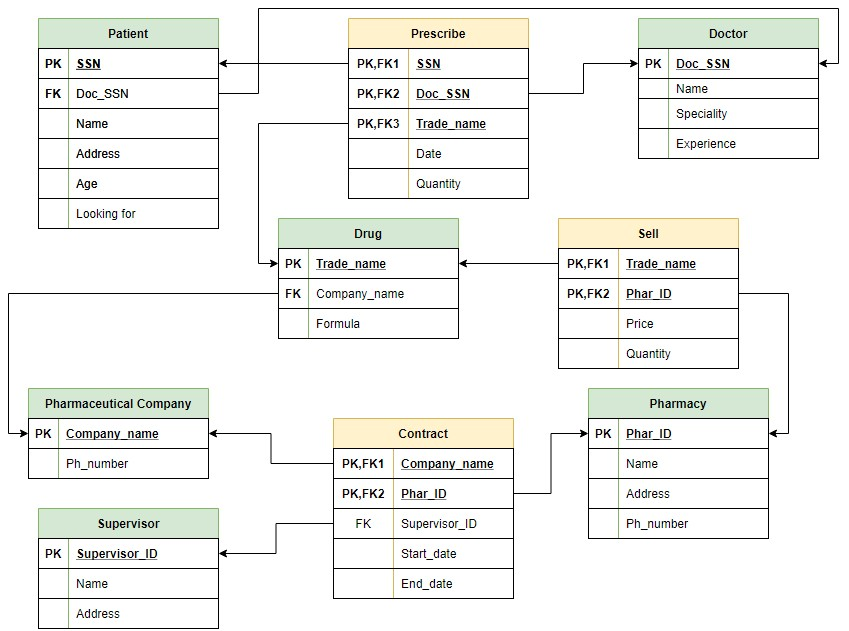 Patient
PK SSN
FK Doc_SSN
Name
Address
Age
Looking for
Prescribe
PK,FK1 SSN
PK,FK2 Doc_SSN
PK,FK3 Trade_name
Date
Quantity
Doctor
PK Doc_SSN
Name
Speciality
Experience
Drug
PK Trade_name
FK Company_name
Formula
Sell
PK,FK1 Trade_name
PK,FK2 Phar_ID
Price
Quantity
Pharmaceutical Company
PK Company_name
Ph_number
Contract
PK,FK1 Company_name
PK,FK2 Phar_ID
FK Supervisor_ID
Start_date
End_date
Pharmacy
PK Phar_ID
Name
Address
Ph_number
Supervisor
PK Supervisor_ID
Name
Address